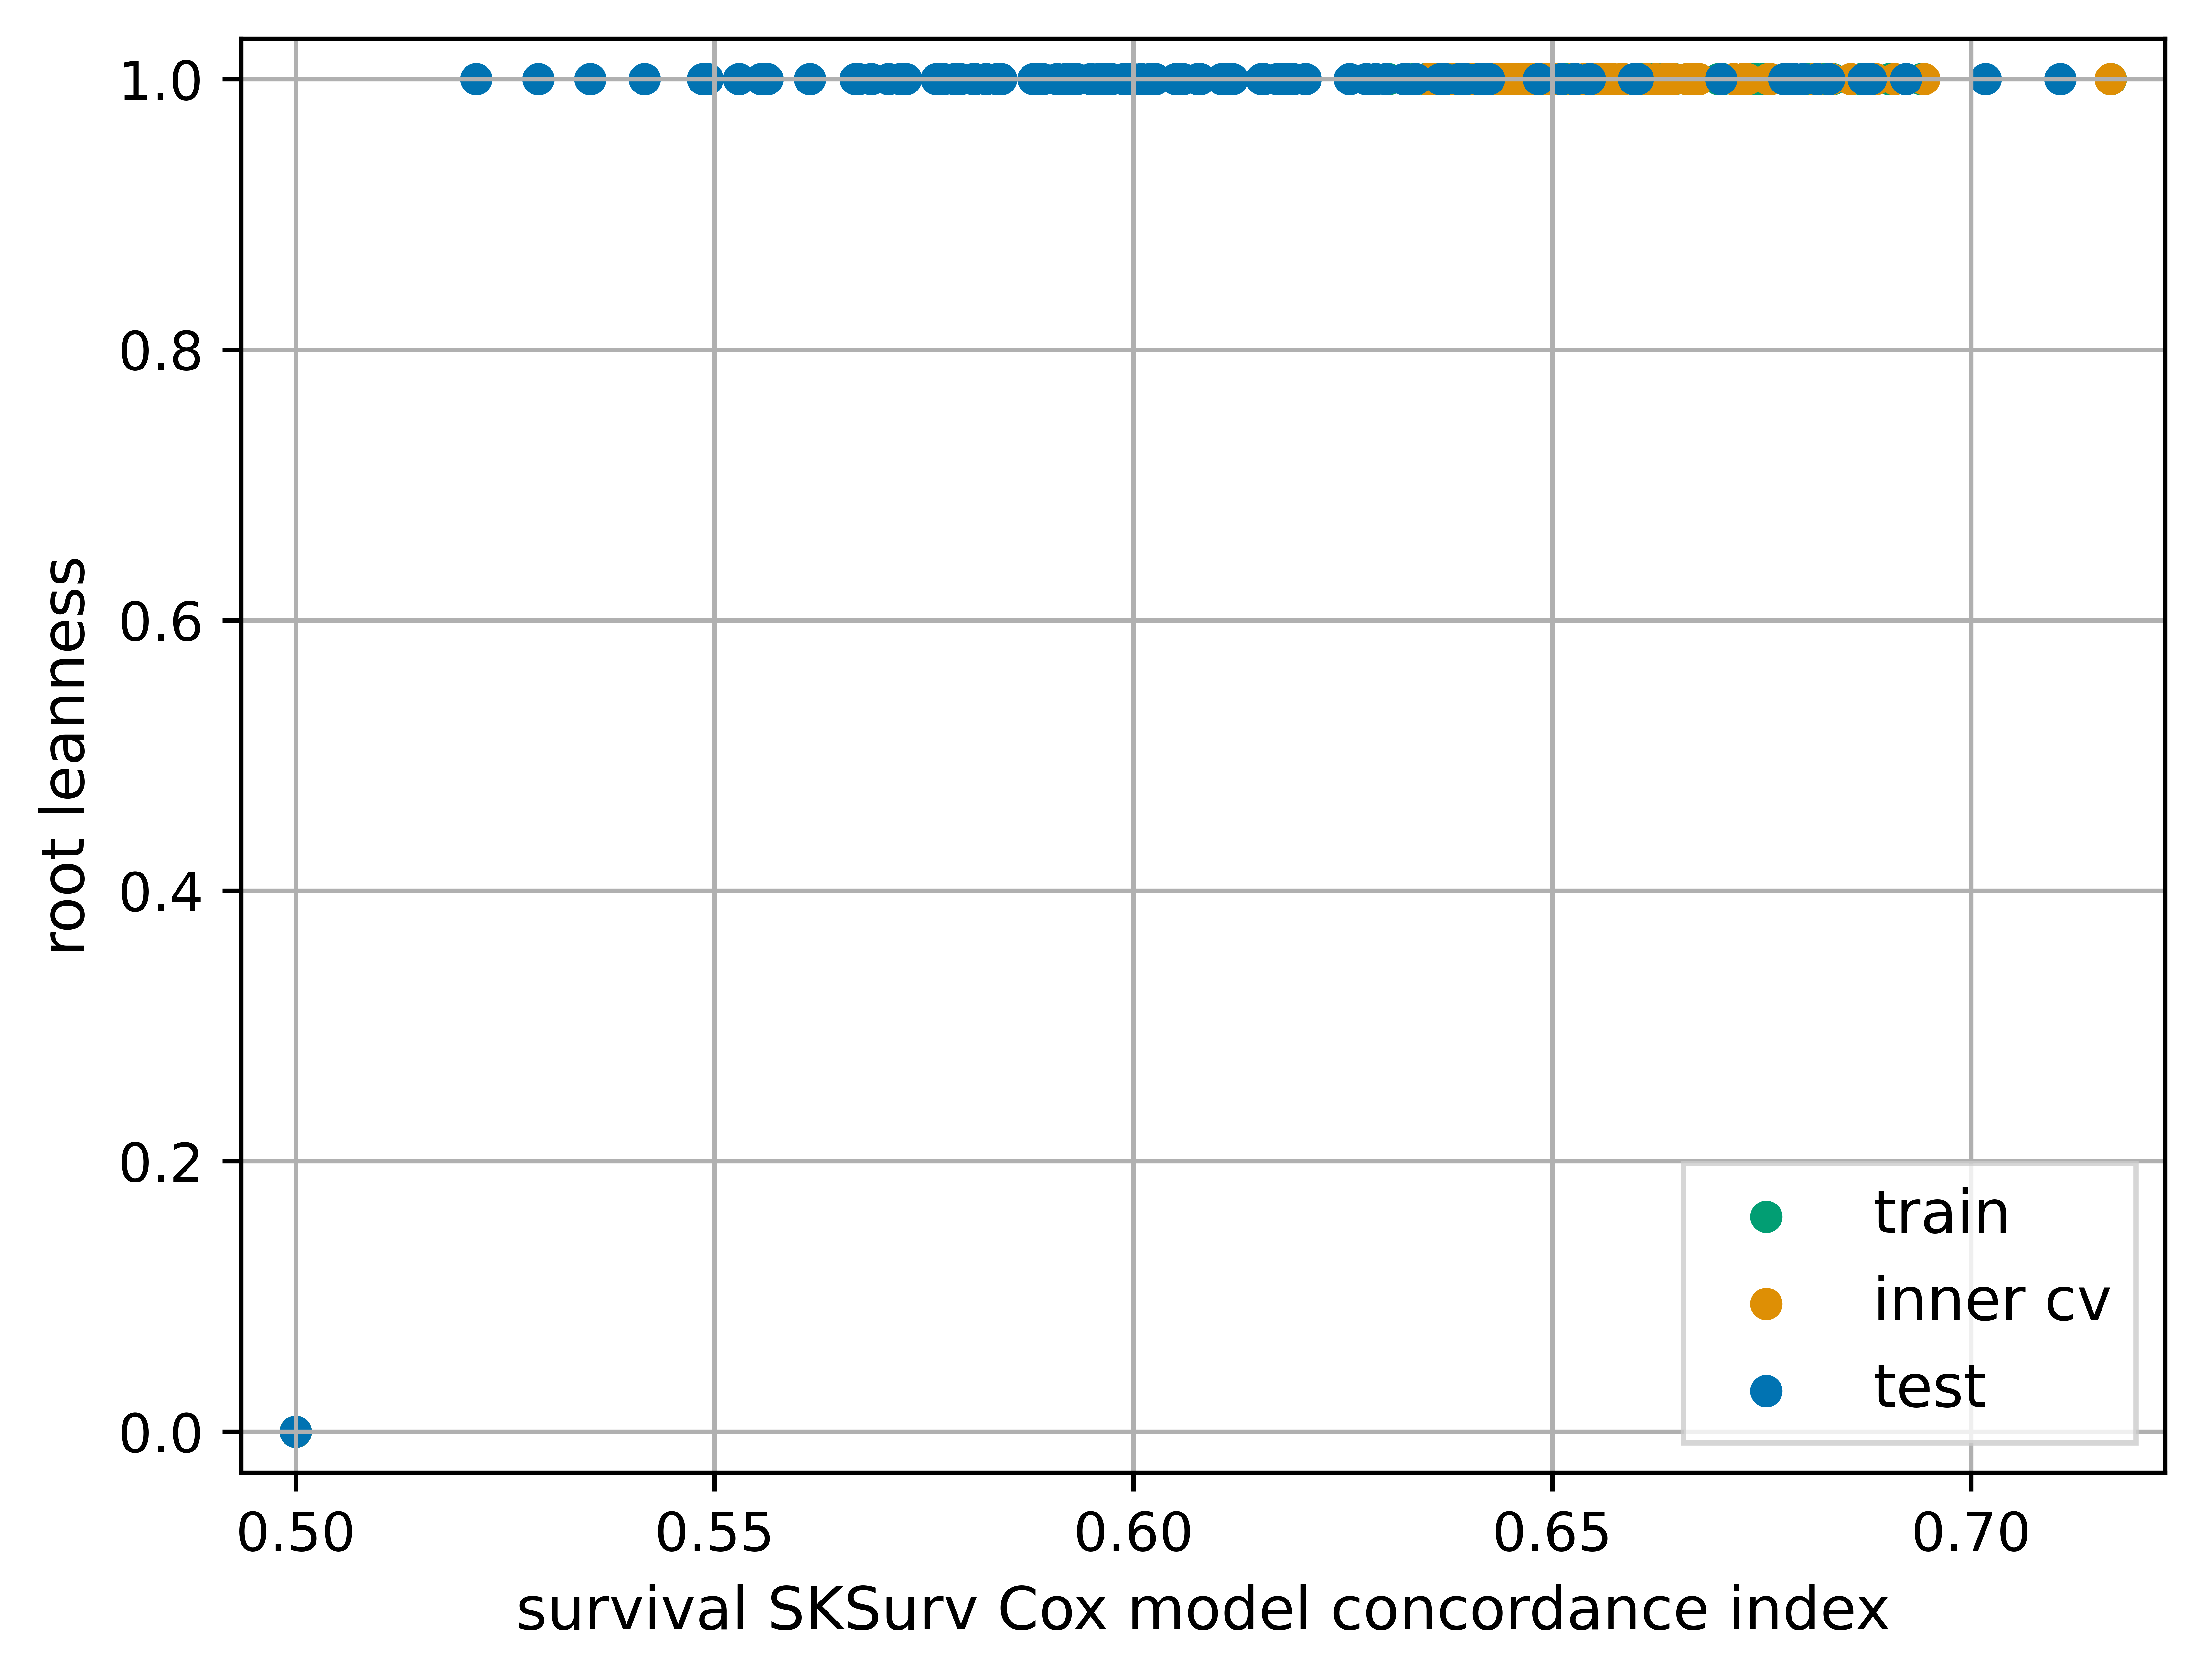 1.0
0.8
0.6
0.4
0.2
0.0
root leanness
train
inner cv
test
0.50 0.55 0.60 0.65 0.70
survival SKSurv Cox model concordance index